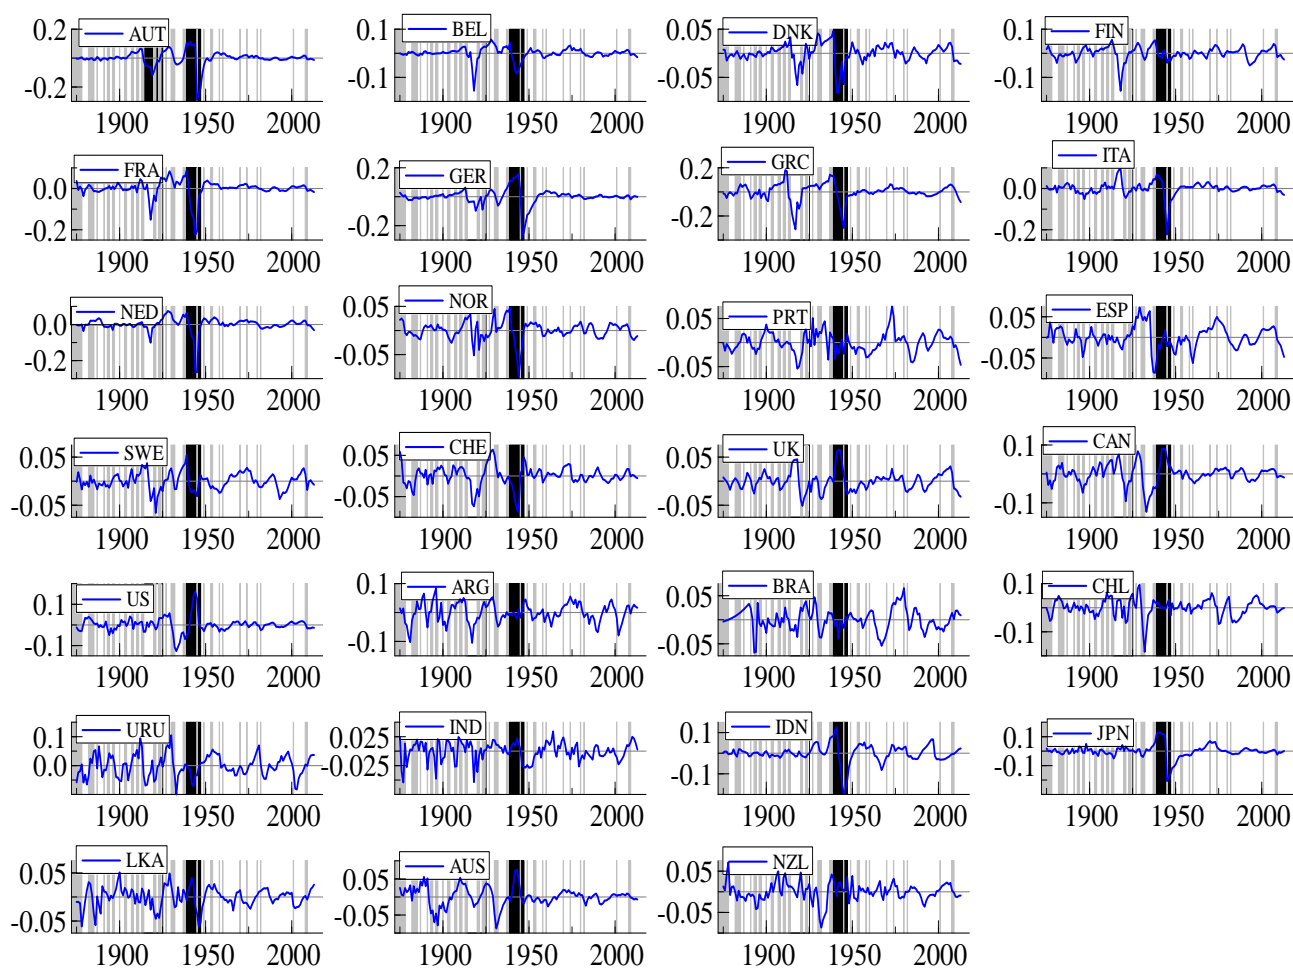 0.2 AUT 0.1 BEL 0.05 DNK 0.1 FIN
-0.2 -0.1 -0.05 -0.1
1900 1950 2000 1900 1950 2000 1900 1950 2000 1900 1950 2000
0.0 FRA 0.2 GER 0.2 GRC 0.0 ITA
-0.2 -0.2 -0.2 -0.2
1900 1950 2000 1900 1950 2000 1900 1950 2000 1900 1950 2000
0.0 NED 0.05 NOR 0.05 PRT 0.05 ESP
-0.2 -0.05 -0.05 -0.05
1900 1950 2000 1900 1950 2000 1900 1950 2000 1900 1950 2000
0.05 SWE 0.05 CHE 0.05 UK 0.1 CAN
-0.05 -0.05 -0.05 -0.1
1900 1950 2000 1900 1950 2000 1900 1950 2000 1900 1950 2000
0.1 US 0.1 ARG 0.05 BRA 0.1 CHL
-0.1 -0.1 -0.05 -0.1
1900 1950 2000 1900 1950 2000 1900 1950 2000 1900 1950 2000
0.1 URU 0.025 IND 0.1 IDN 0.1 JPN
0.0 -0.025 -0.1 -0.1
1900 1950 2000 1900 1950 2000 1900 1950 2000 1900 1950 2000
0.05 LKA 0.05 AUS 0.05 NZL
-0.05 -0.05 -0.05
1900 1950 2000 1900 1950 2000 1900 1950 2000